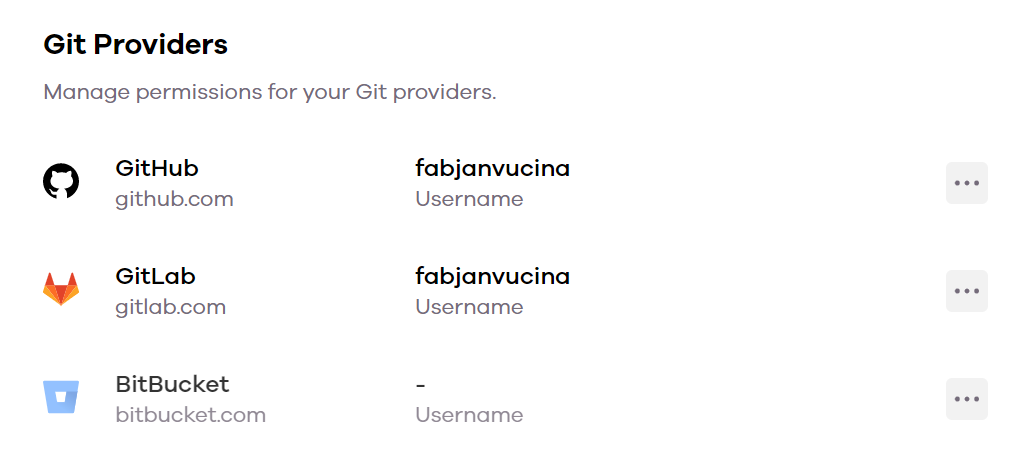 Git Providers
Manage permissions for your Git providers.
GitHub fabjanvucina
github.com Username
GitLab fabjanvucina
gitlab.com Username
BitBucket -
bitbucket.com Username